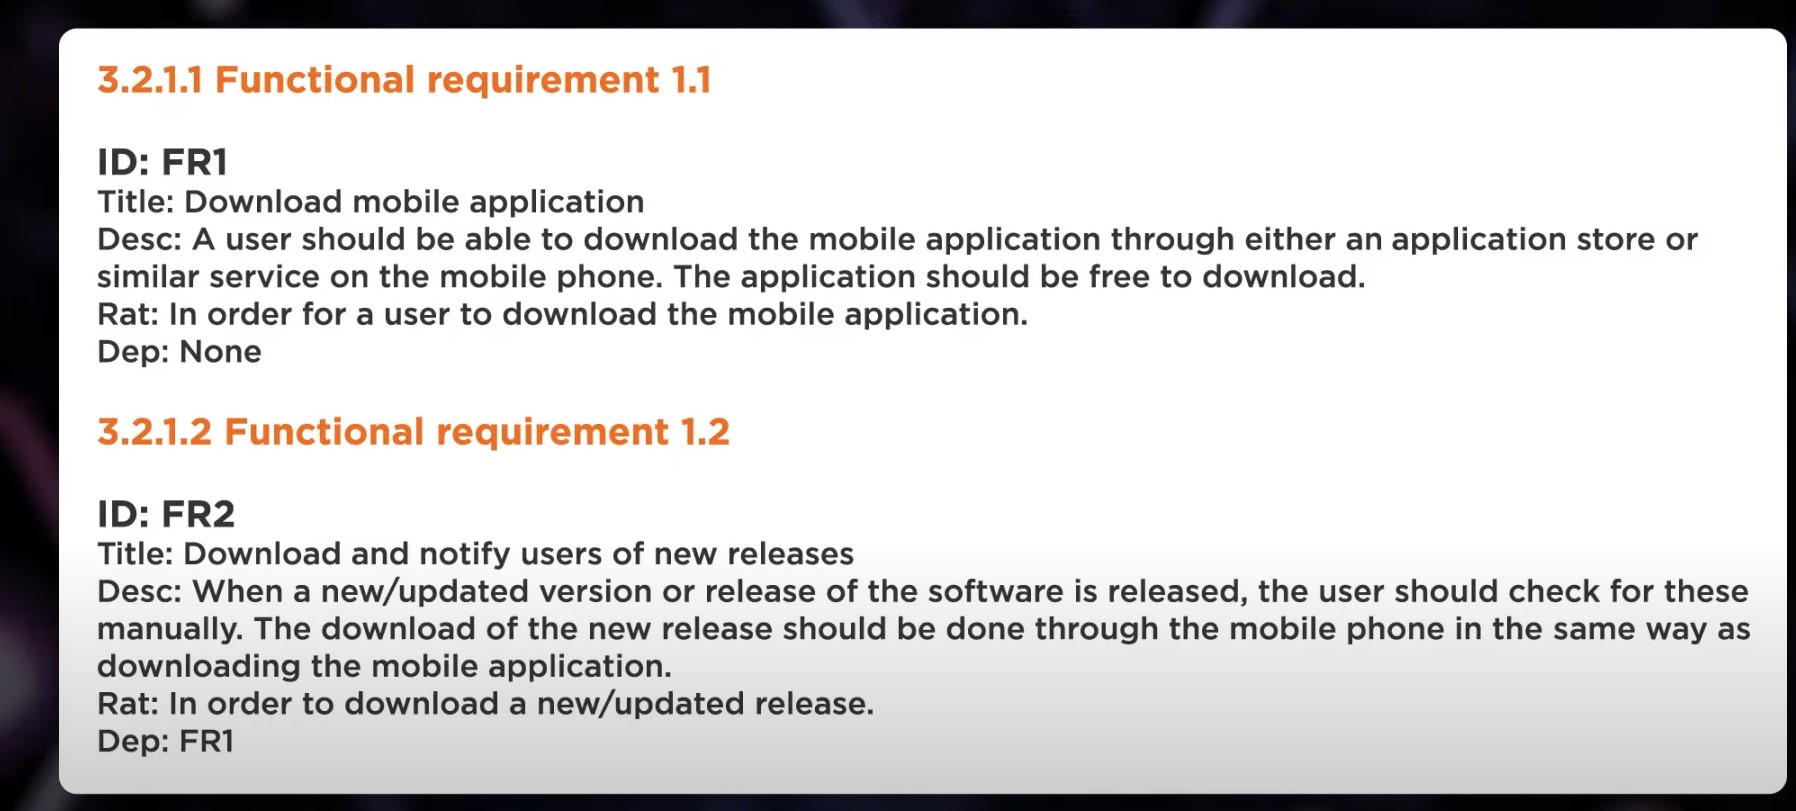 3.2.1.1 Functional requirement 1.1
ID: FR1
Title: Download mobile application
Desc: A user should be able to download the mobile application through either an application store or
similar service on the mobile phone. The application should be free to download.
Rat: In order for a user to download the mobile application.
Dep: None
3.2.1.2 Functional requirement 1.2
ID: FR2
Title: Download and notify users of new releases
Desc: When a new/updated version or release of the software is released, the user should check for these
manually. The download of the new release should be done through the mobile phone in the same way as
downloading the mobile application.
Rat: In order to download a new/updated release.
Dep: FR1